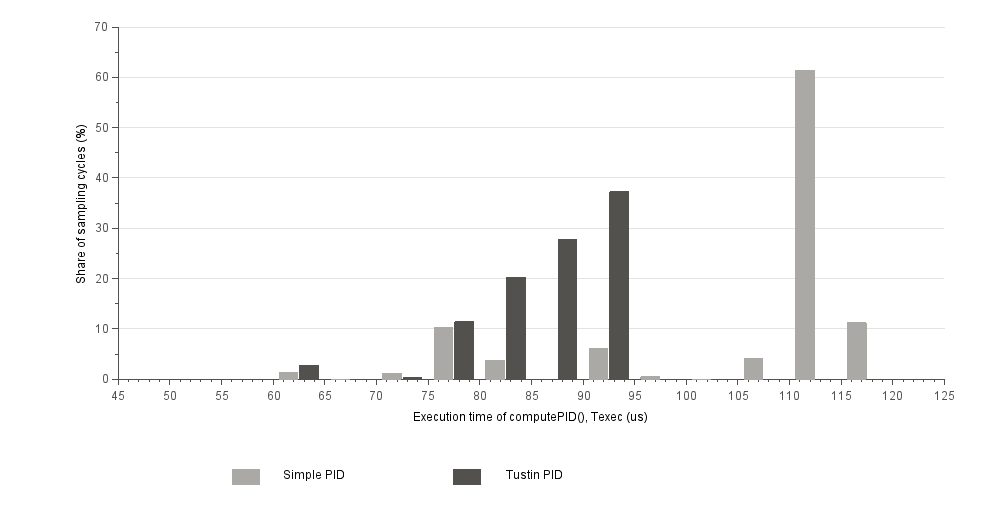 70
60
50
40
30
20
10
0
Share of sampling cycles (%)
45 50 55 60 65 70 75 80 85 90 95 100 105 110 115 120 125
Execution time of computePID(), Texec (us)
Simple PID Tustin PID